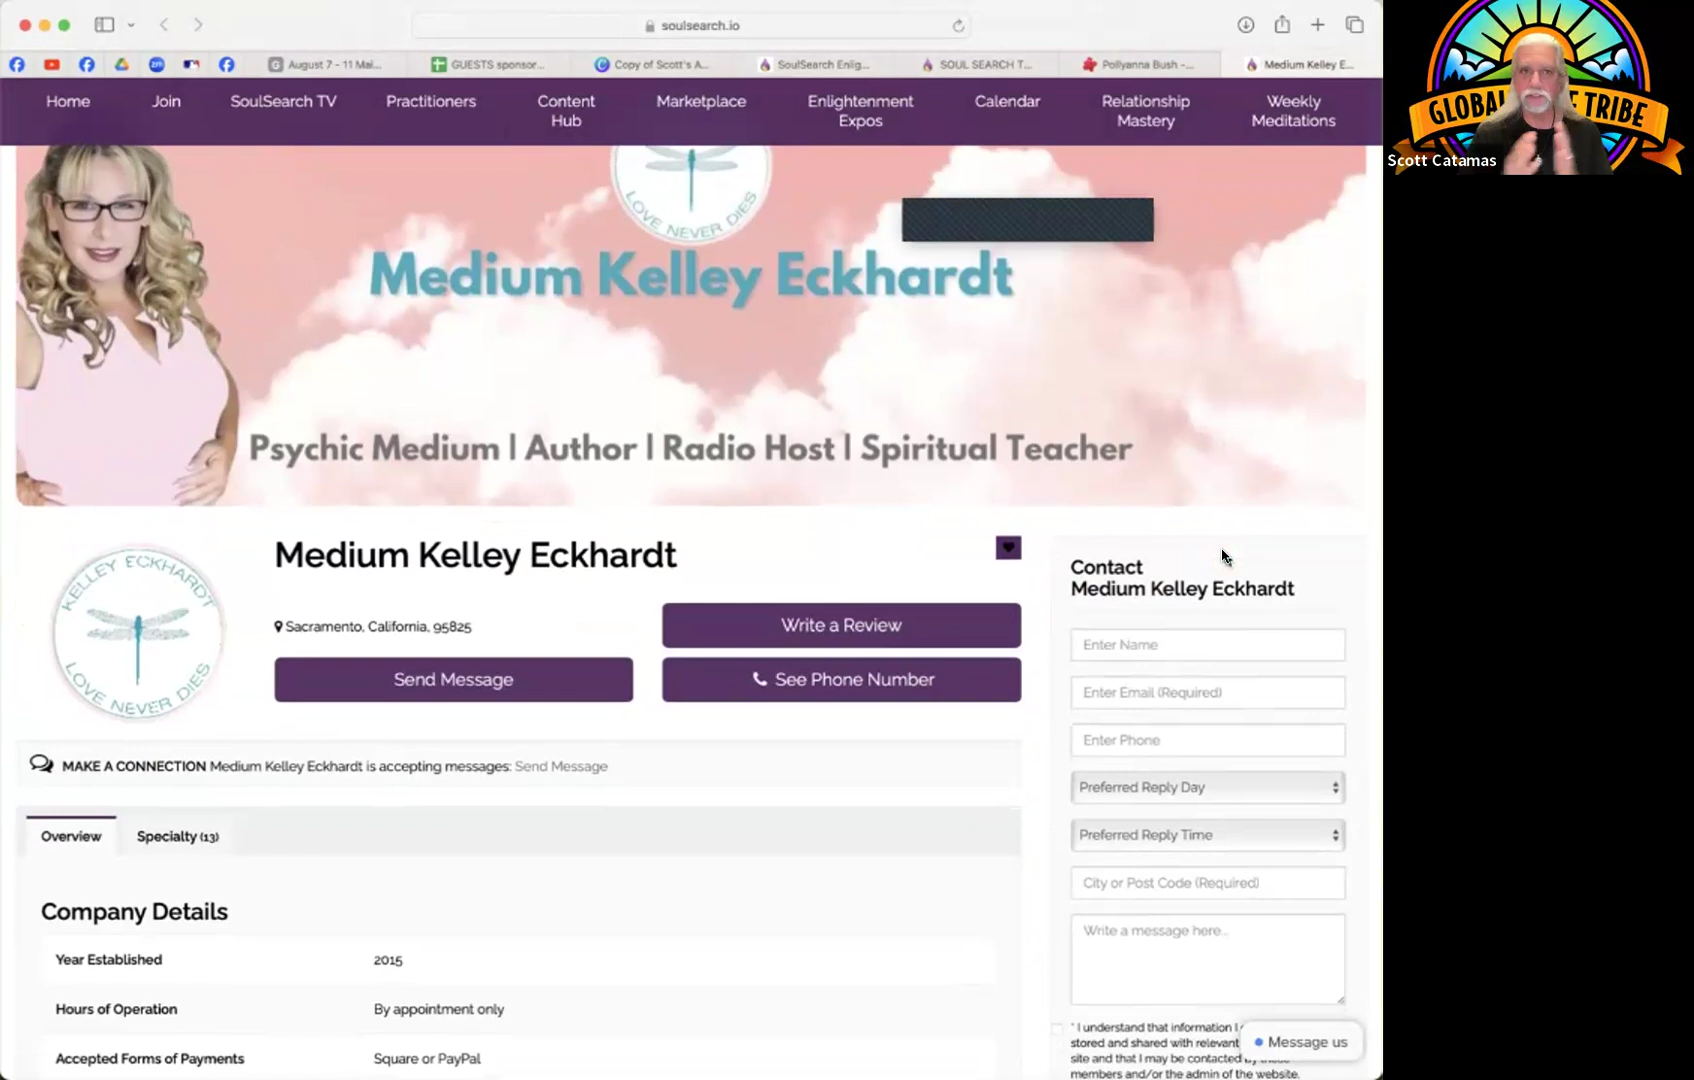 soulsearch.io
August 7 - 11 Mai...
GUESTS sponsor...
Copy of Scott's A...
SoulSearch Enlig...
SOUL SEARCH T...
Pollyanna Bush -...
Medium Kelley E...
Home
Join
SoulSearch TV
Practitioners
Content
Hub
Marketplace
Enlightenment
Expos
Calendar
Relationship
Mastery
Weekly
Meditations
GLOBAL
TRIBE
Scott Catamas
LOVE NEVER DIES
Medium Kelley Eckhardt
Psychic Medium | Author | Radio Host | Spiritual Teacher
KELLEY ECKHARDT
LOVE NEVER DIES
Medium Kelley Eckhardt
Sacramento, California, 95825
Write a Review
Send Message
See Phone Number
MAKE A CONNECTION Medium Kelley Eckhardt is accepting messages: Send Message
Overview
Specialty (13)
Company Details
Year Established 2015
Hours of Operation By appointment only
Accepted Forms of Payments Square or PayPal
Contact
Medium Kelley Eckhardt
Enter Name
Enter Email (Required)
Enter Phone
Preferred Reply Day
Preferred Reply Time
City or Post Code (Required)
Write a message here...
* I understand that information I
stored and shared with relevant
site and that I may be contacted by these
members and/or the admin of the website.
Message us